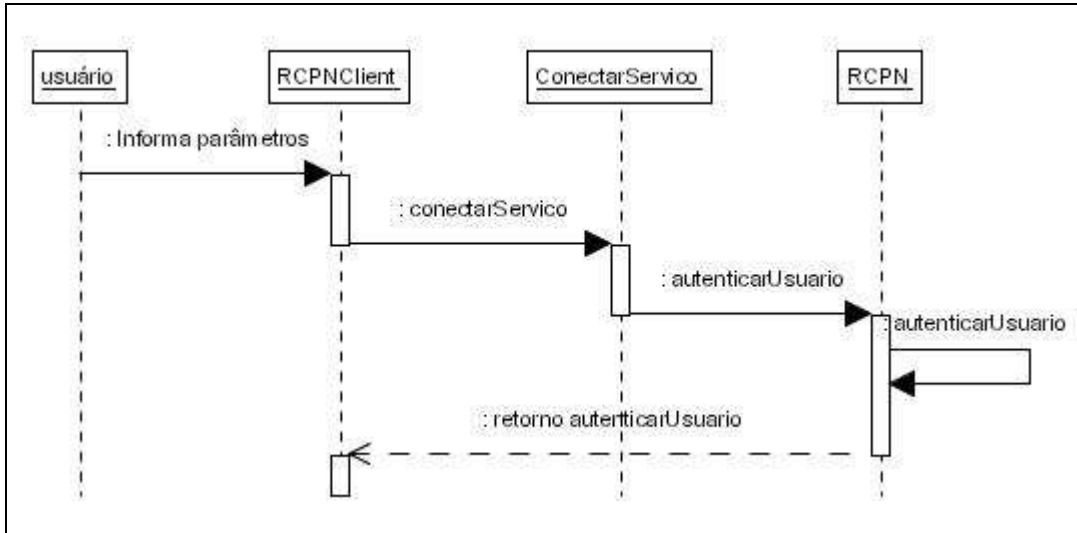 usuário
RCPNClient
ConectarServico
RCPN
: Informa parâmetros
: conectarServico
: autenticarUsuario
: autenticarUsuario
: retorno autenticarUsuario